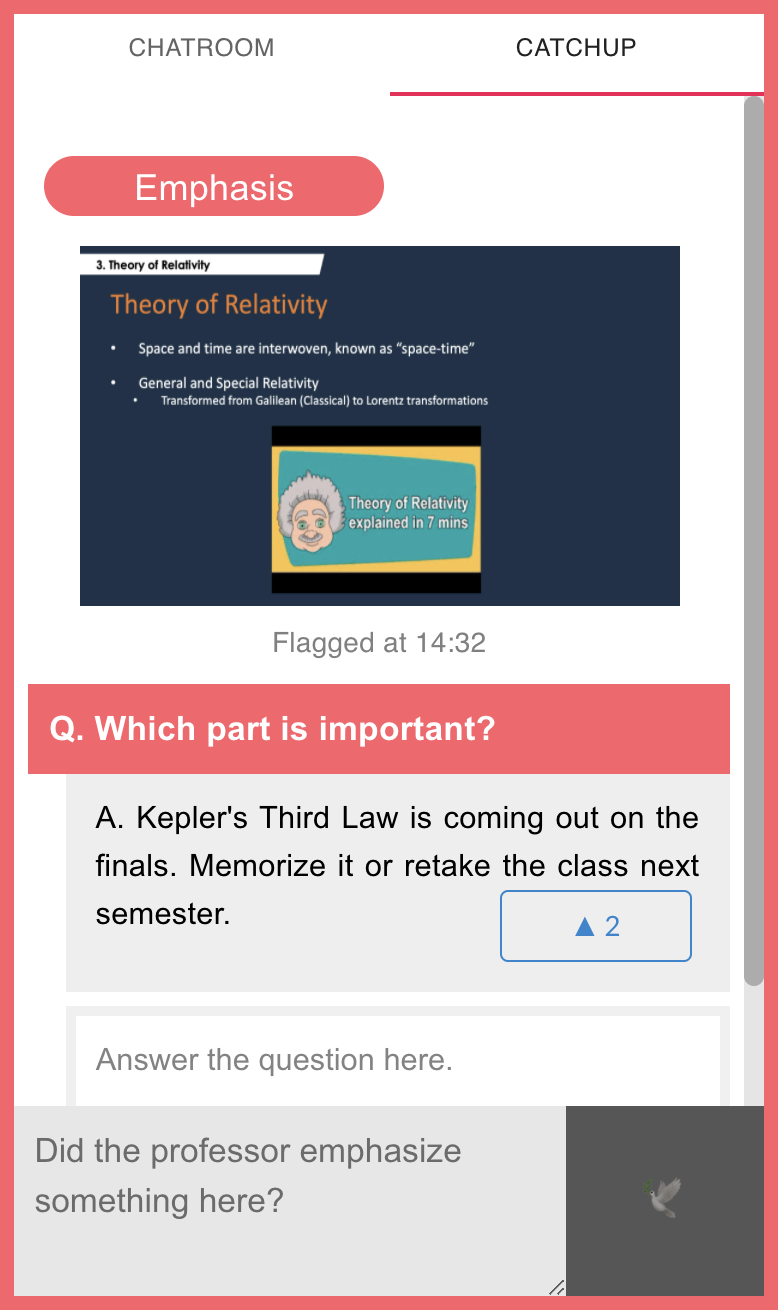 CHATROOM CATCHUP
Emphasis
3. Theory of Relativity
Theory of Relativity
• Space and time are interwoven, known as “space-time”
• General and Special Relativity
• Transformed from Galilean (Classical) to Lorentz transformations
Theory of Relativity
explained in 7 mins
Flagged at 14:32
Q. Which part is important?
A. Kepler's Third Law is coming out on the
finals. Memorize it or retake the class next
semester.
▲ 2
Answer the question here.
Did the professor emphasize
something here?